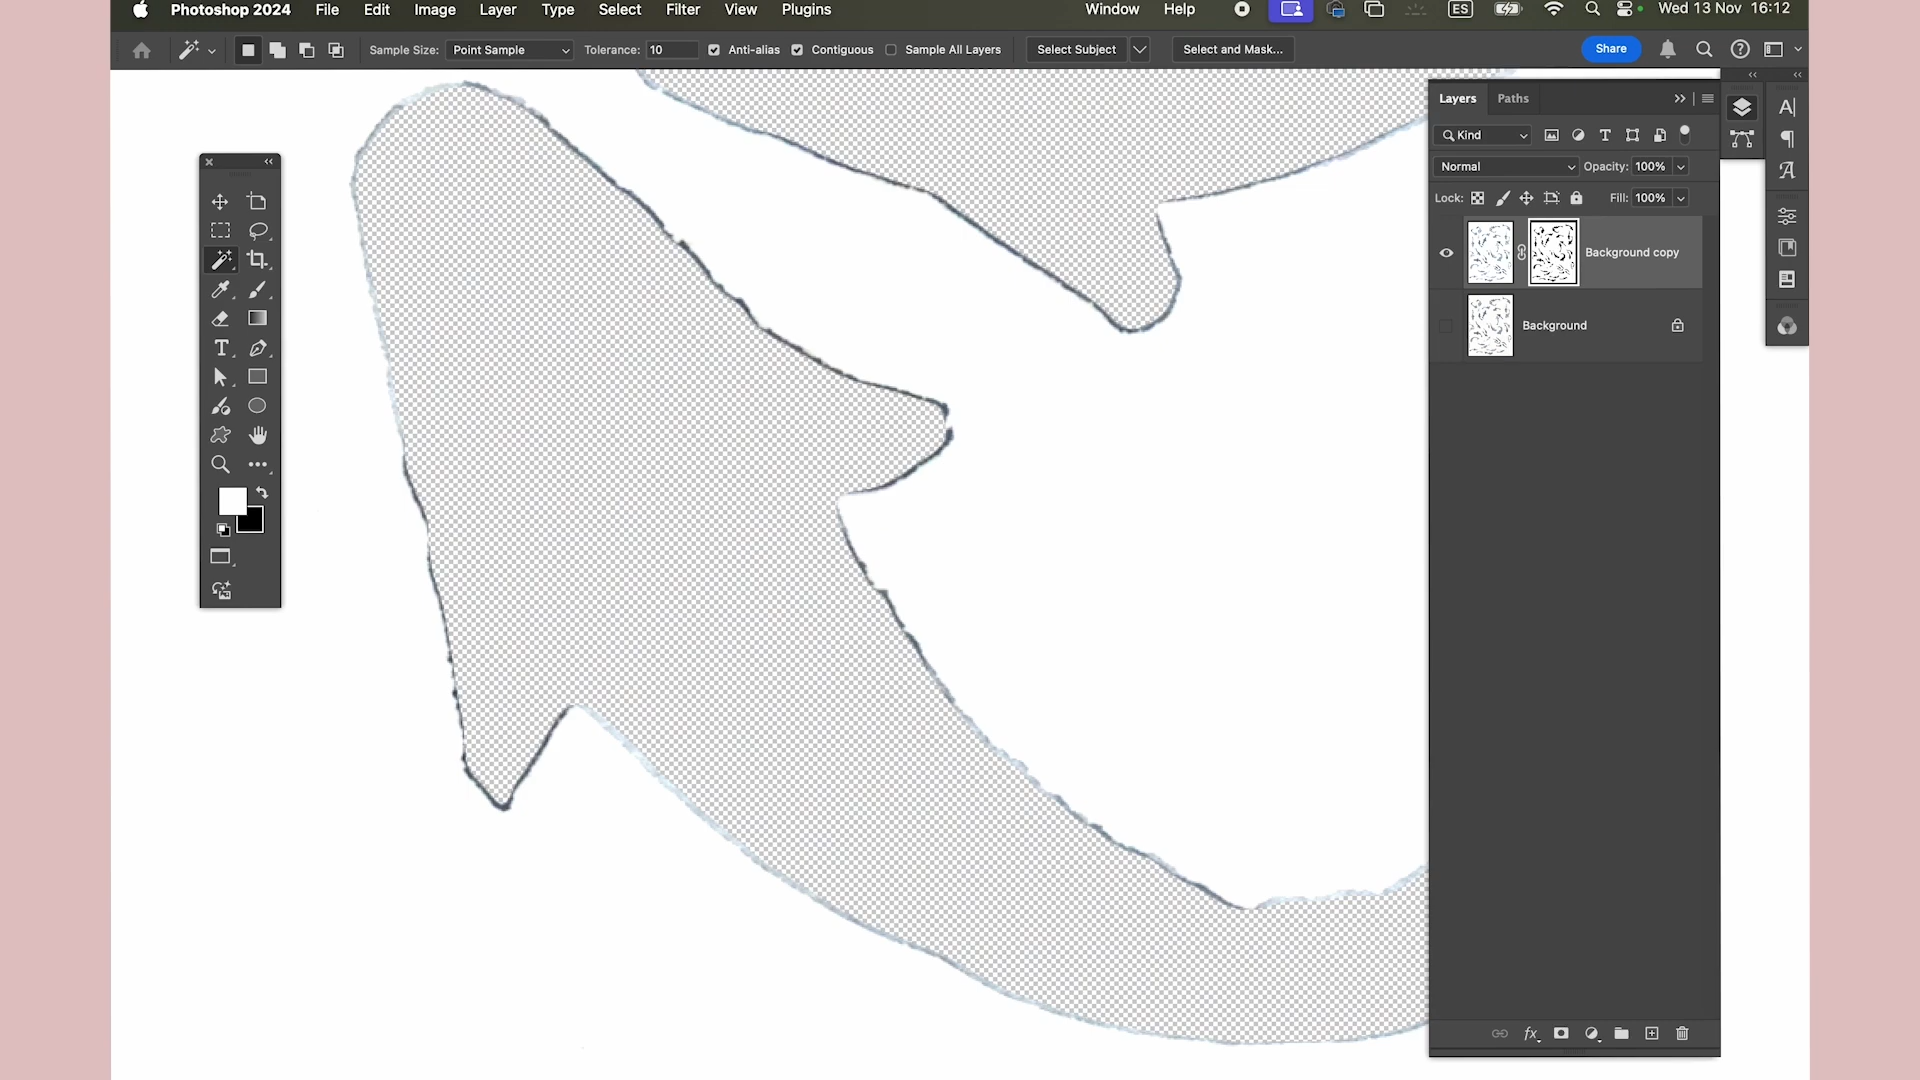 Photoshop 2024 File Edit Image Layer Type Select Filter View Plugins Window Help ES Wed 13 Nov 16:12
Sample Size: Point Sample Tolerance: 10 Anti-alias Contiguous Sample All Layers Select Subject Select and Mask... Share
Layers Paths
Kind
Normal Opacity: 100%
Lock: Fill: 100%
Background copy
Background